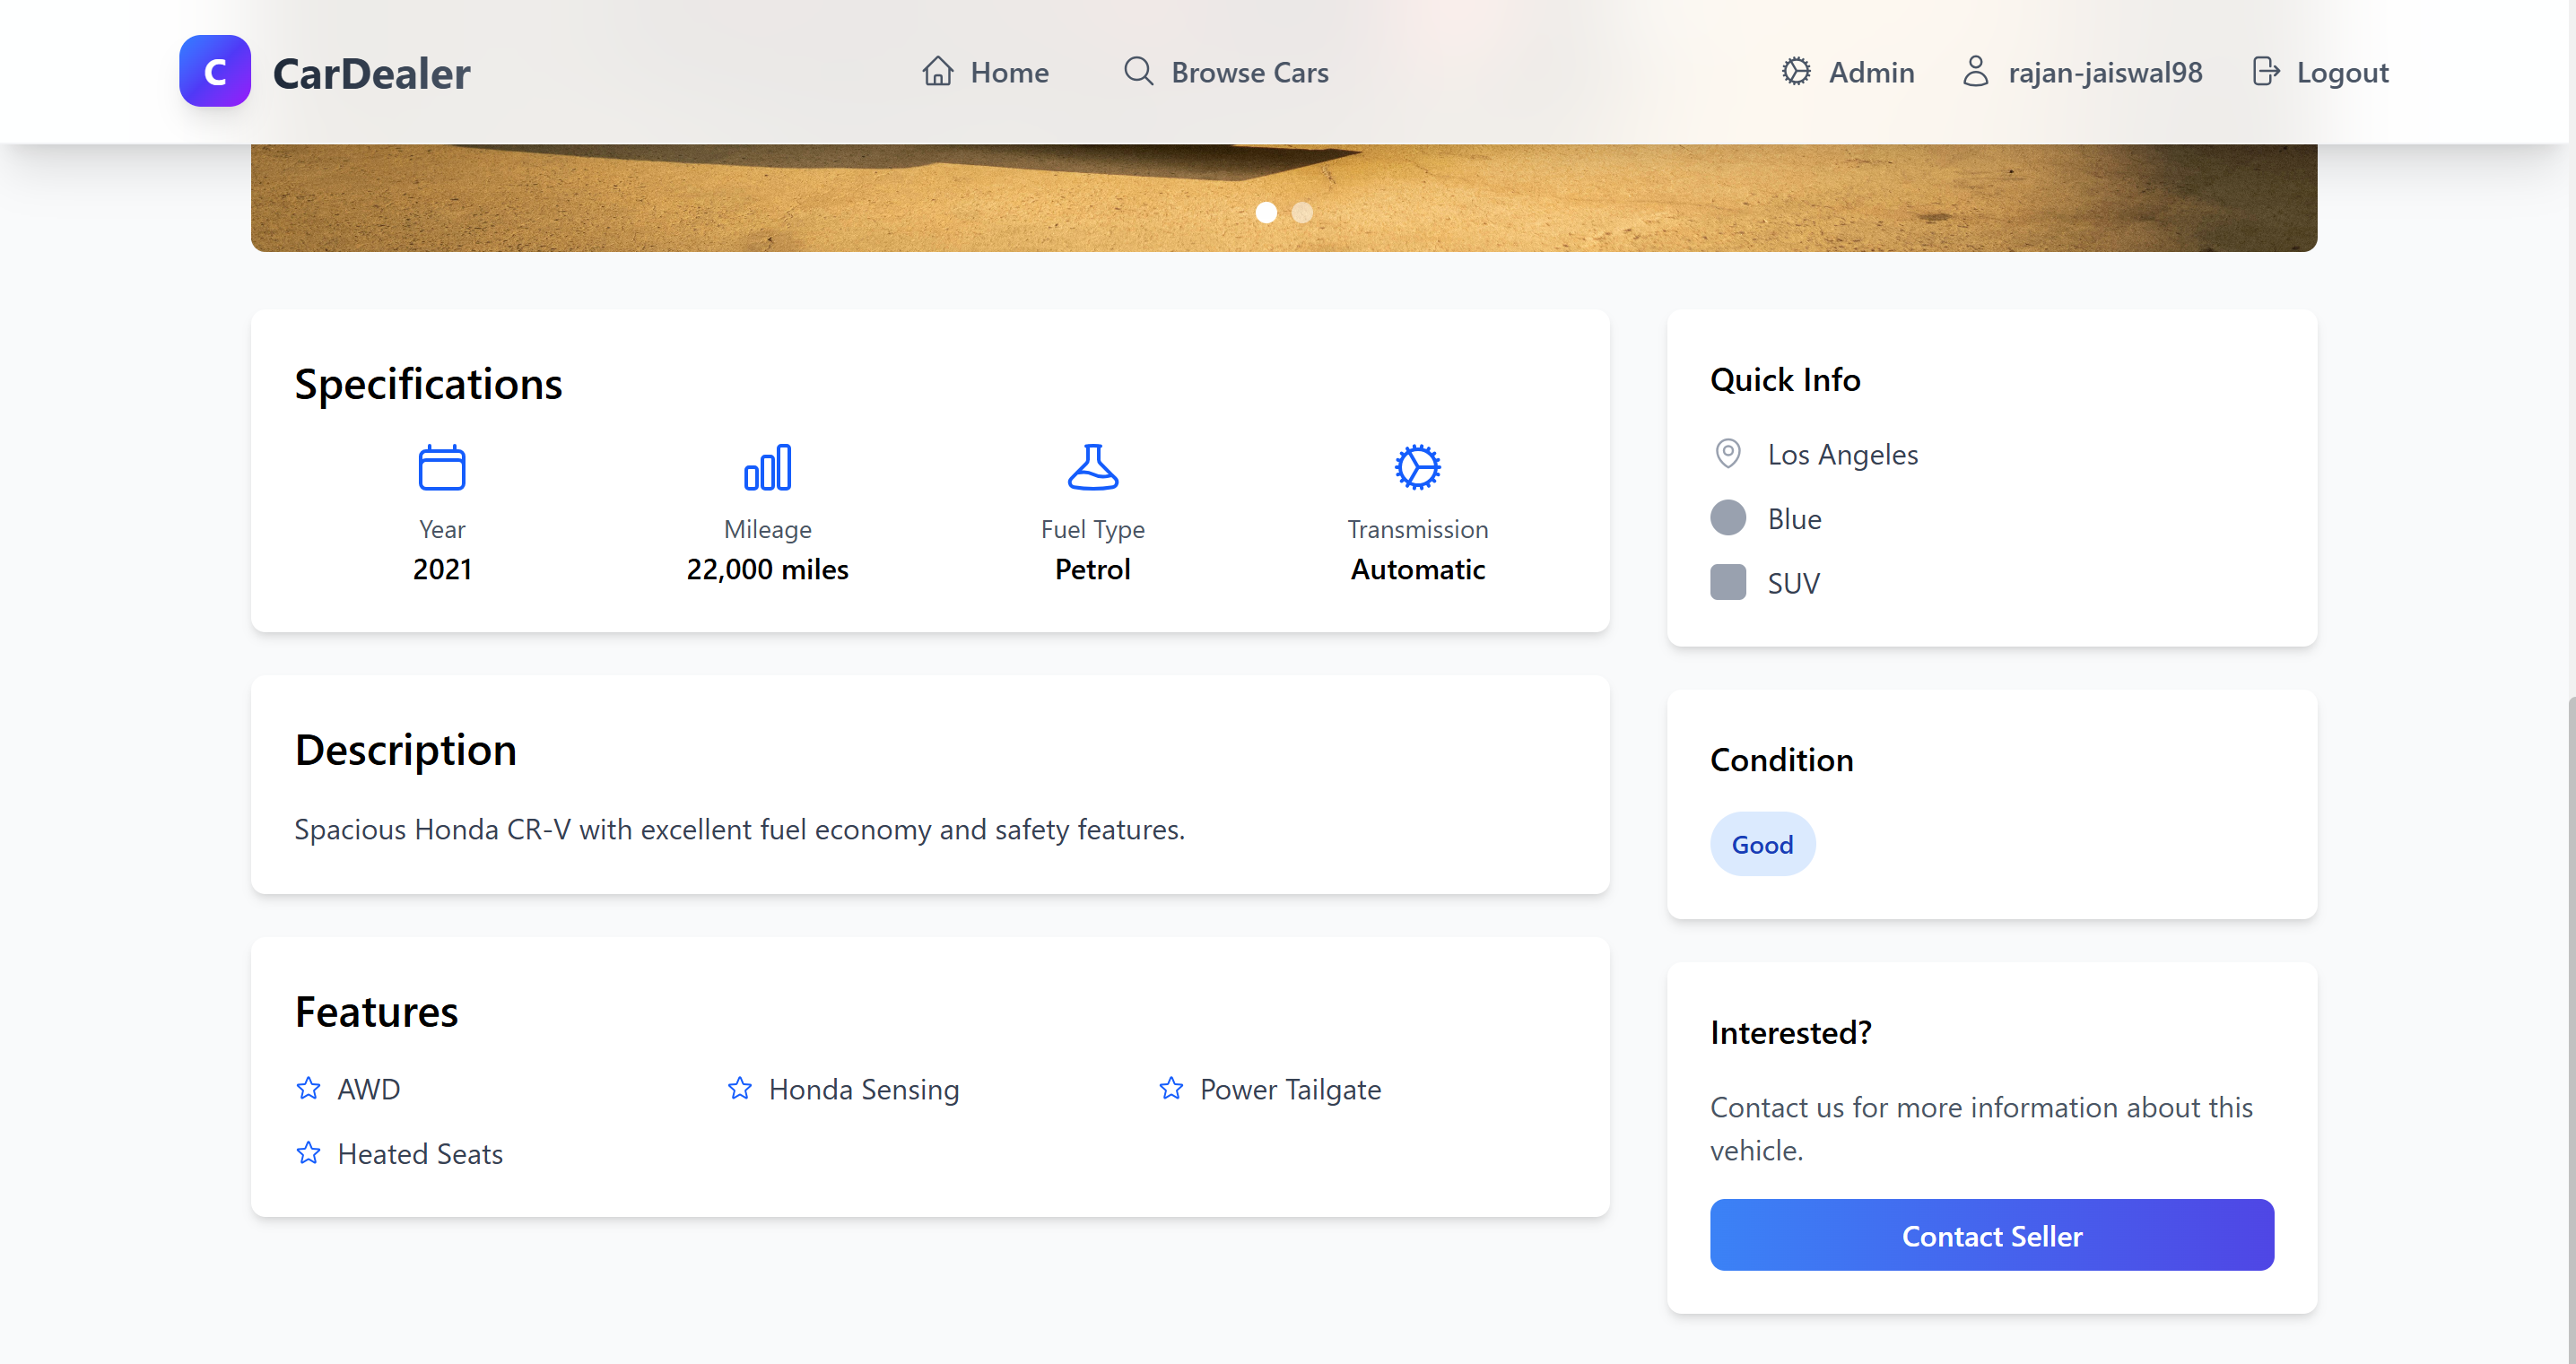 C CarDealer
Home
Browse Cars
Admin
rajan-jaiswal98
Logout
Specifications
Year
2021
Mileage
22,000 miles
Fuel Type
Petrol
Transmission
Automatic
Description
Spacious Honda CR-V with excellent fuel economy and safety features.
Features
AWD
Honda Sensing
Power Tailgate
Heated Seats
Quick Info
Los Angeles
Blue
SUV
Condition
Good
Interested?
Contact us for more information about this
vehicle.
Contact Seller